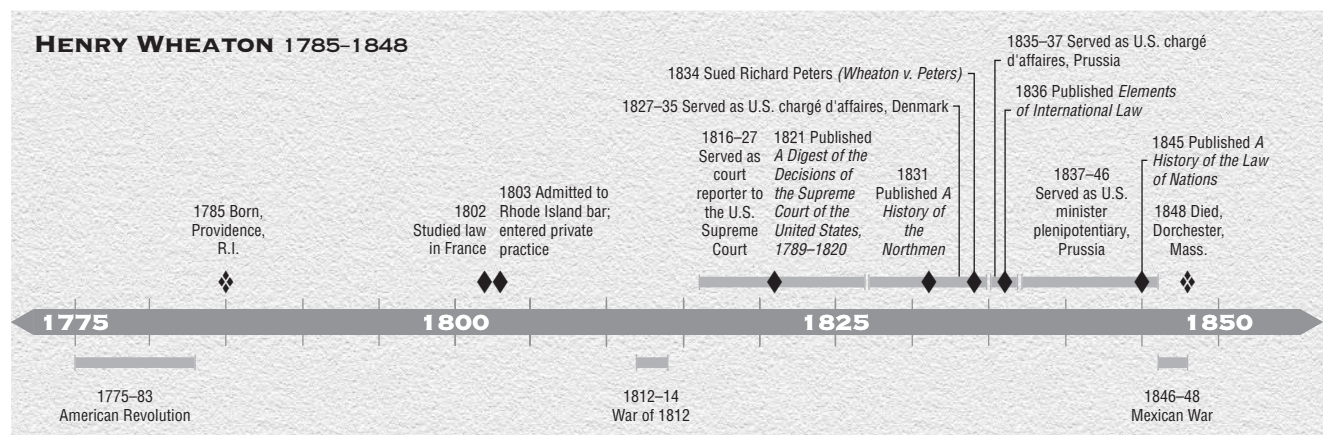 HENRY WHEATON 1785–1848
1835–37 Served as U.S. chargé
d'affaires, Prussia
1834 Sued Richard Peters (Wheaton v. Peters)
1836 Published Elements
of International Law
1827–35 Served as U.S. chargé d'affaires, Denmark
1816–27
Served as
court
reporter to
the U.S.
Supreme
Court
1821 Published
A Digest of the
Decisions of
the Supreme
Court of the
United States,
1789–1820
1831
Published A
History of
the
Northmen
1837–46
Served as U.S.
minister
plenipotentiary,
Prussia
1845 Published A
History of the Law
of Nations
1785 Born,
Providence,
R.I.
1802
Studied law
in France
1803 Admitted to
Rhode Island bar;
entered private
practice
1848 Died,
Dorchester,
Mass.
1775
1800
1825
1850
1775–83
American Revolution
1812–14
War of 1812
1846–48
Mexican War